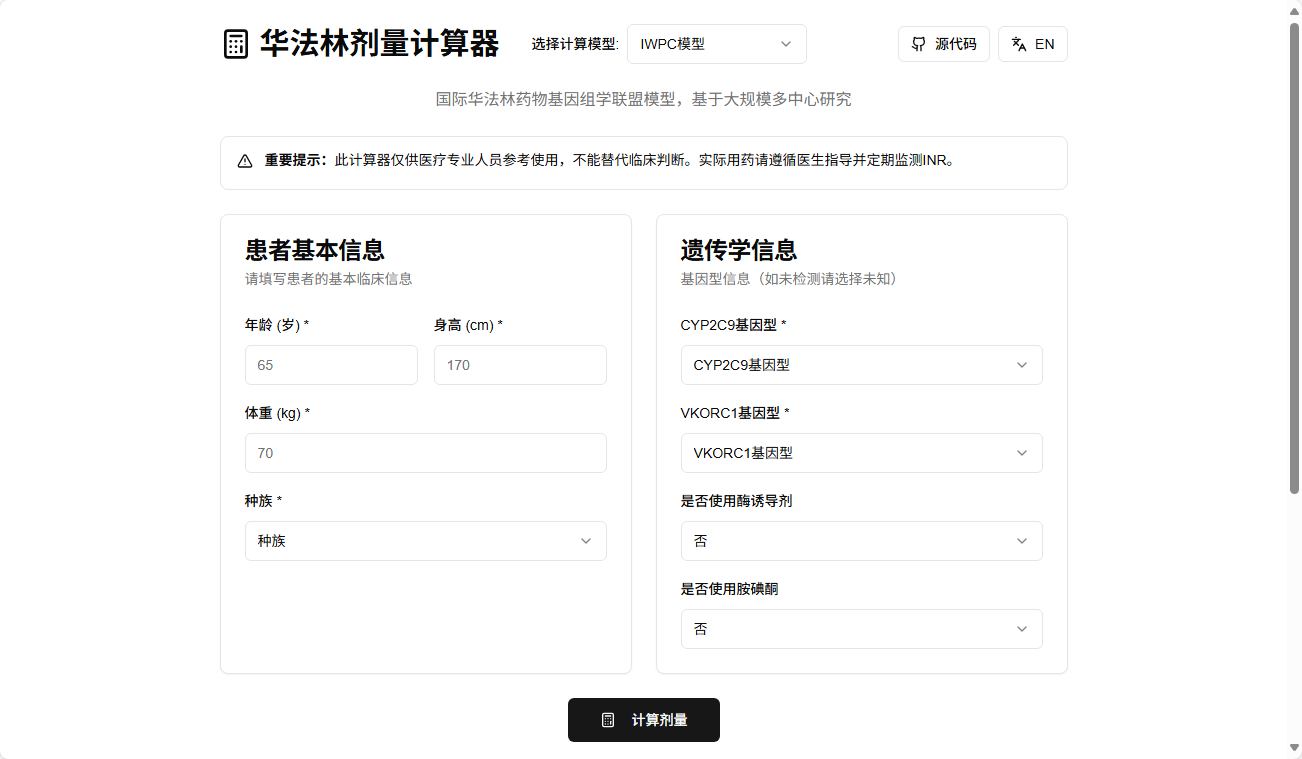 华法林剂量计算器
选择计算模型:
IWPC模型
源代码
EN
国际华法林药物基因组学联盟模型，基于大规模多中心研究
重要提示：此计算器仅供医疗专业人员参考使用，不能替代临床判断。实际用药请遵循医生指导并定期监测INR。
患者基本信息
请填写患者的基本临床信息
年龄 (岁) *
身高 (cm) *
65
170
体重 (kg) *
70
种族 *
种族
遗传学信息
基因型信息（如未检测请选择未知）
CYP2C9基因型 *
CYP2C9基因型
VKORC1基因型 *
VKORC1基因型
是否使用酶诱导剂
否
是否使用胺碘酮
否
计算剂量